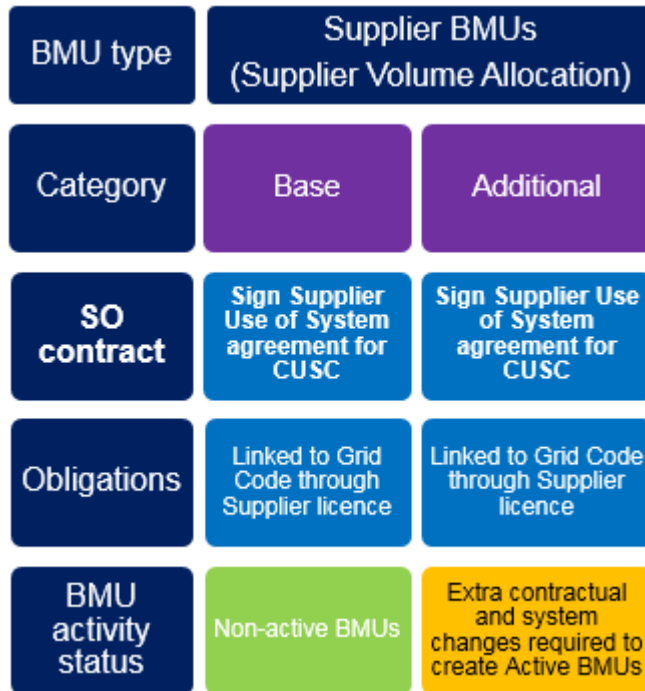 BMU type
Supplier BMUs
(Supplier Volume Allocation)
Category
Base
Additional
SO
contract
Sign Supplier
Use of System
agreement for
CUSC
Sign Supplier Use
of System
agreement for
CUSC
Obligations
Linked to Grid
Code through
Supplier licence
Linked to Grid Code
through Supplier
licence
BMU
activity
status
Non-active BMUs
Extra contractual
and system
changes required to
create Active BMUs